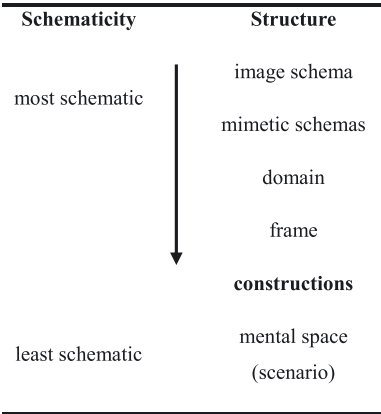 Schematicity Structure
image schema
most schematic
mimetic schemas
domain
frame
constructions
mental space
least schematic
(scenario)